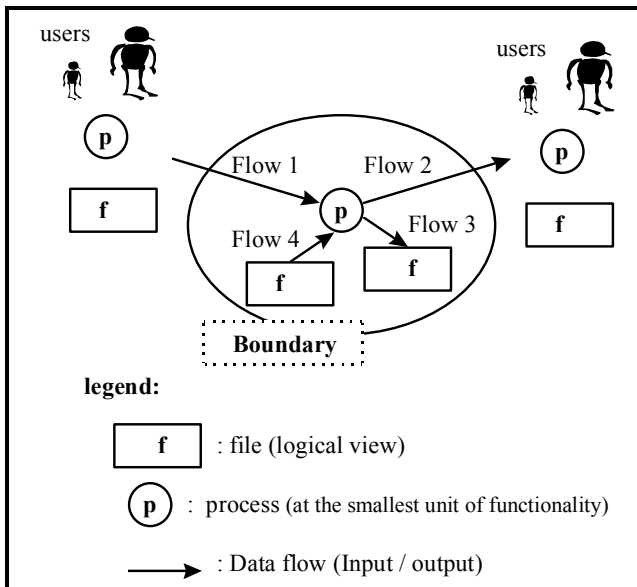 users
users
p
p
Flow 1
Flow 2
p
f
f
Flow 3
Flow 4
f
f
Boundary
legend:
f : file (logical view)
p : process (at the smallest unit of functionality)
: Data flow (Input / output)